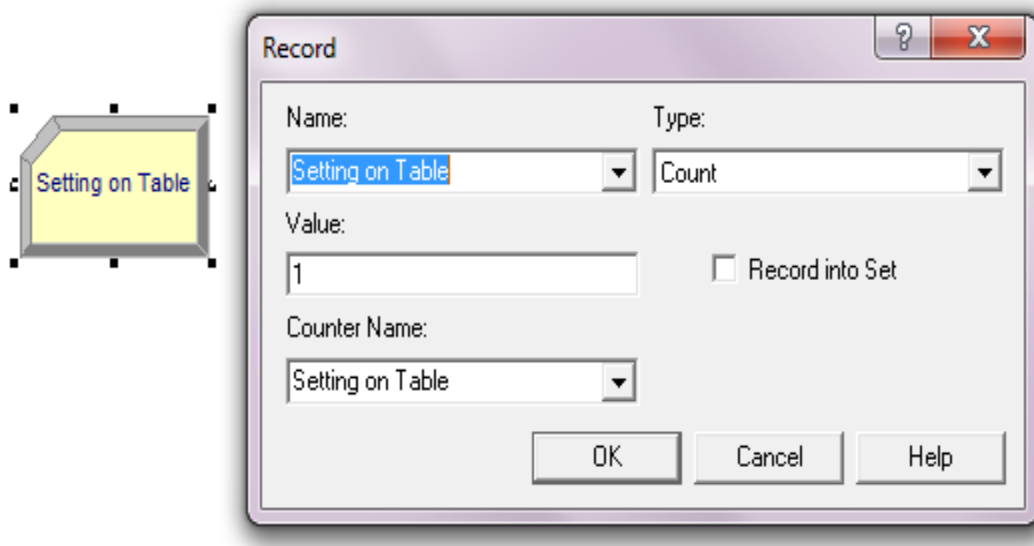 Record
Name:
Type:
Setting on Table
Setting on Table
Count
Value:
1
Record into Set
Counter Name:
Setting on Table
OK
Cancel
Help